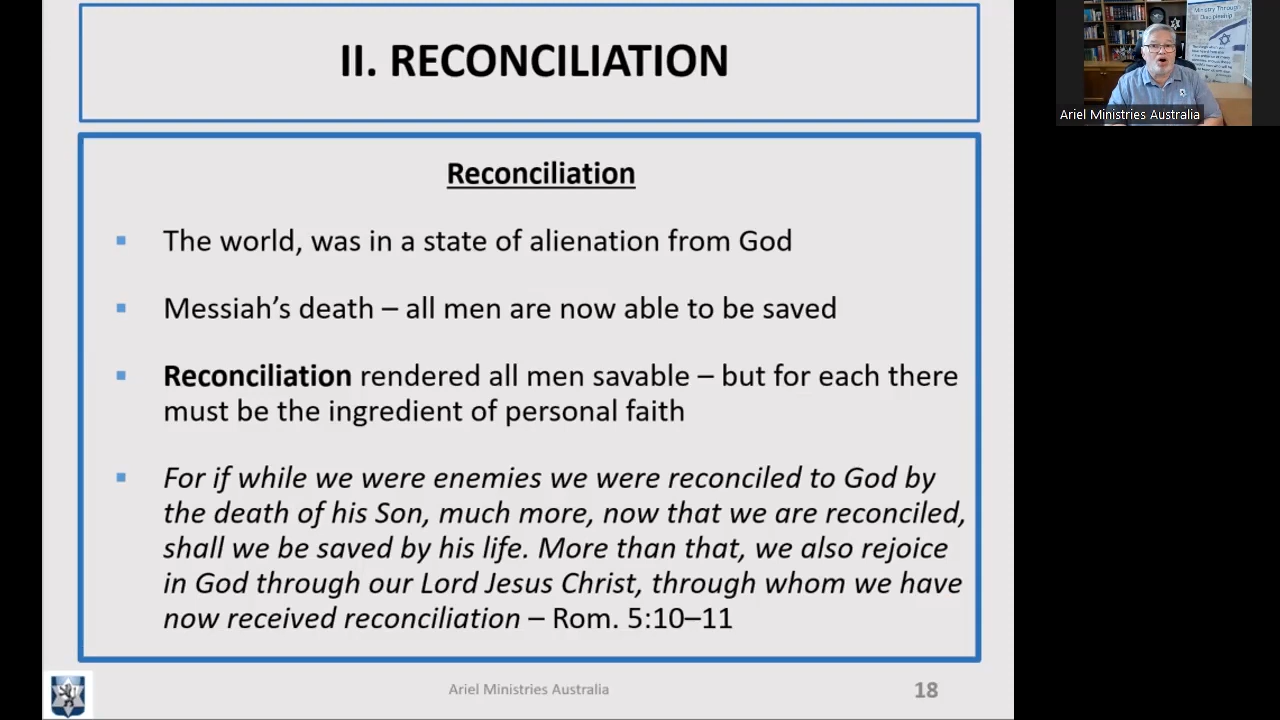 II. RECONCILIATION
Reconciliation
The world, was in a state of alienation from God
Messiah’s death – all men are now able to be saved
Reconciliation rendered all men savable – but for each there
must be the ingredient of personal faith
For if while we were enemies we were reconciled to God by
the death of his Son, much more, now that we are reconciled,
shall we be saved by his life. More than that, we also rejoice
in God through our Lord Jesus Christ, through whom we have
now received reconciliation – Rom. 5:10–11
Ariel Ministries Australia
18
Ministry Through
Discipleship
Ariel Ministries Australia